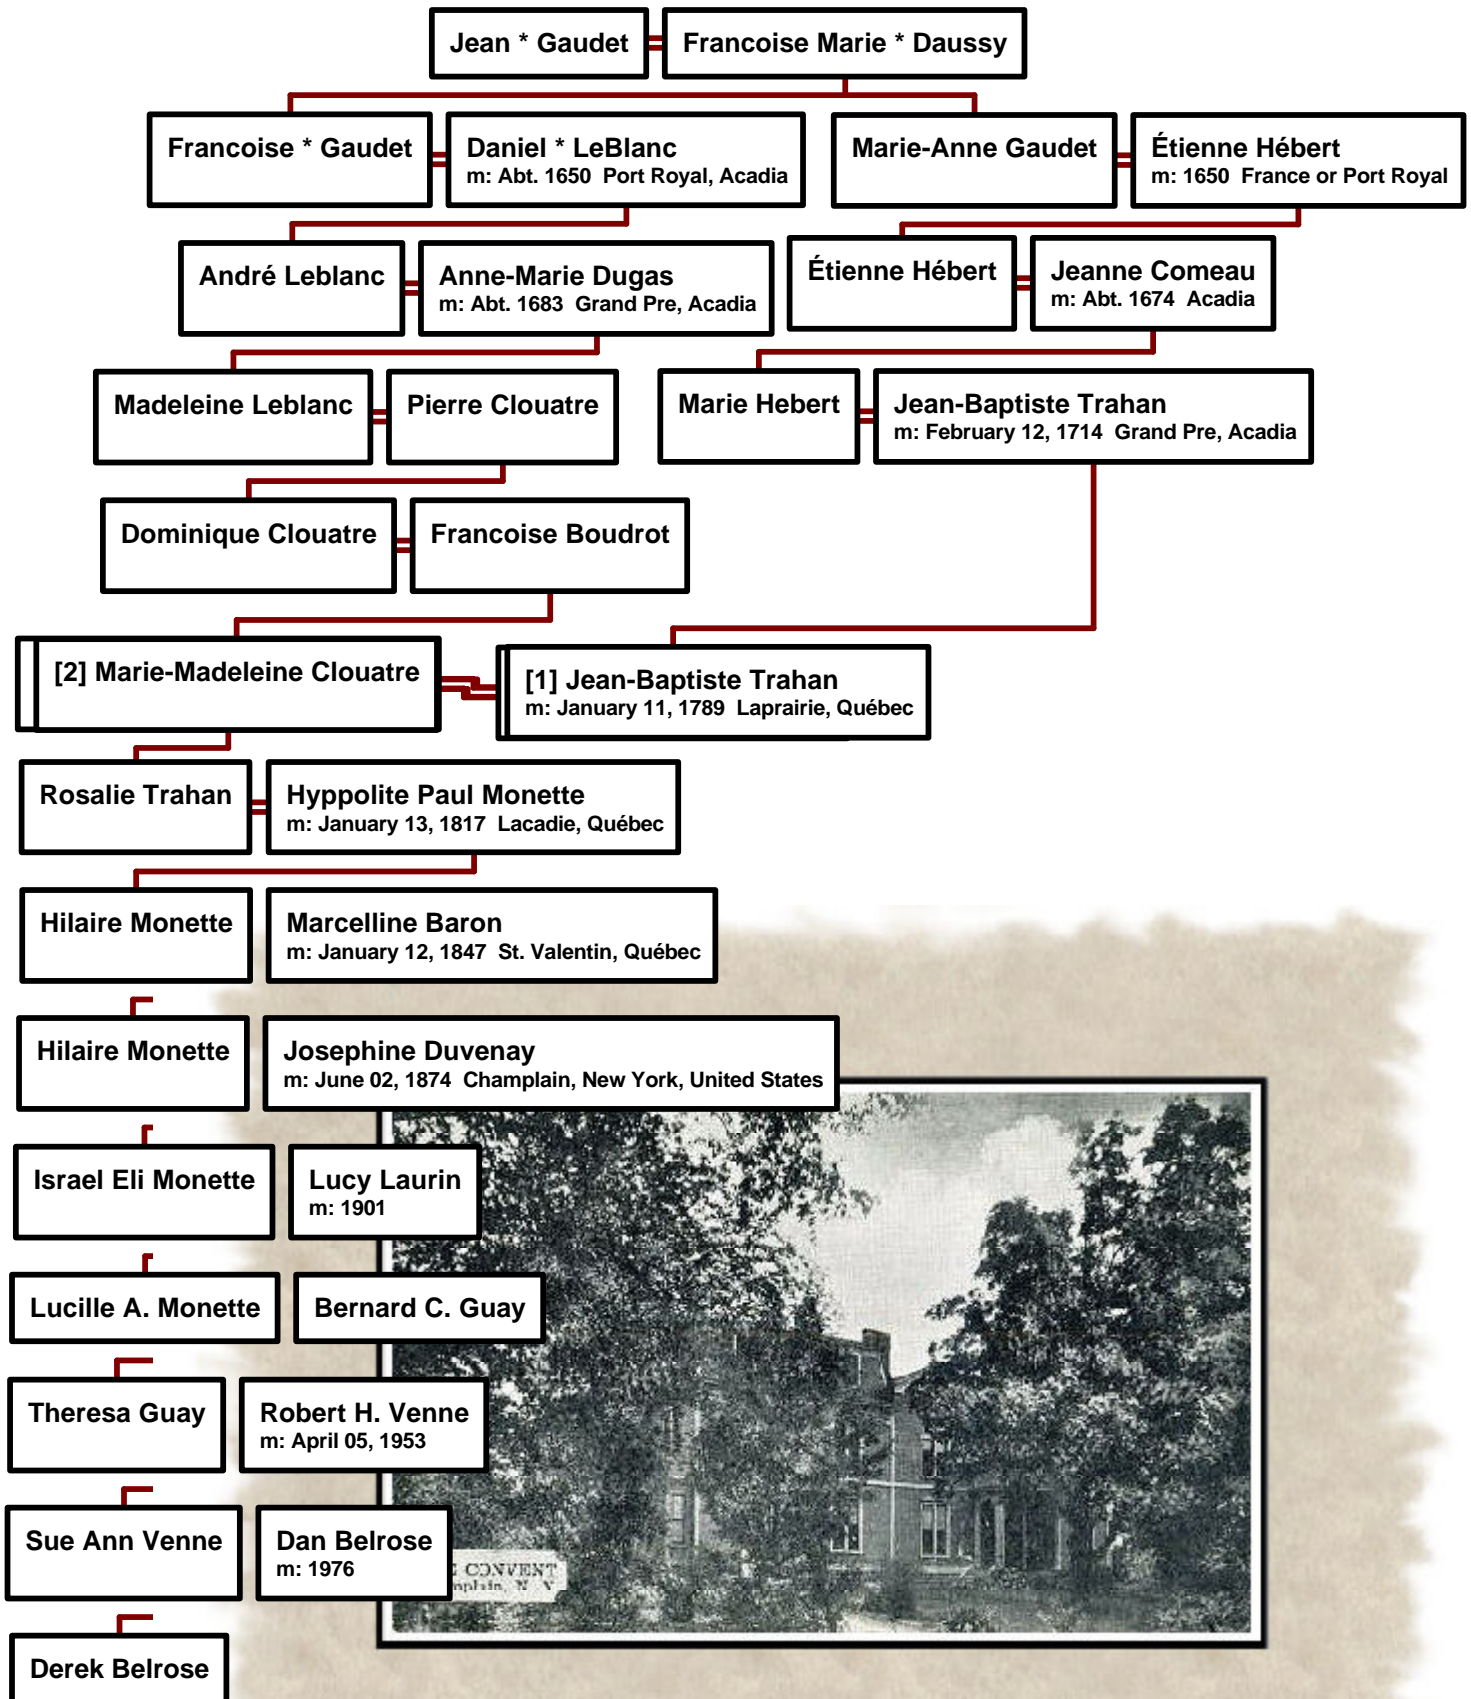 Jean * Gaudet
Francoise Marie * Daussy
Francoise * Gaudet
Daniel * LeBlanc
m: Abt. 1650 Port Royal, Acadia
Marie-Anne Gaudet
Étienne Hébert
m: 1650 France or Port Royal
André Leblanc
Anne-Marie Dugas
m: Abt. 1683 Grand Pre, Acadia
Étienne Hébert
Jeanne Comeau
m: Abt. 1674 Acadia
Madeleine Leblanc
Pierre Clouatre
Marie Hebert
Jean-Baptiste Trahan
m: February 12, 1714 Grand Pre, Acadia
Dominique Clouatre
Francoise Boudrot
[2] Marie-Madeleine Clouatre
[1] Jean-Baptiste Trahan
m: January 11, 1789 Laprairie, Québec
Rosalie Trahan
Hyppolite Paul Monette
m: January 13, 1817 Lacadie, Québec
Hilaire Monette
Marcelline Baron
m: January 12, 1847 St. Valentin, Québec
Hilaire Monette
Josephine Duvenay
m: June 02, 1874 Champlain, New York, United States
Israel Eli Monette
Lucy Laurin
m: 1901
Lucille A. Monette
Bernard C. Guay
Theresa Guay
Robert H. Venne
m: April 05, 1953
Sue Ann Venne
Dan Belrose
m: 1976
CONVENT
N. Y.
Derek Belrose